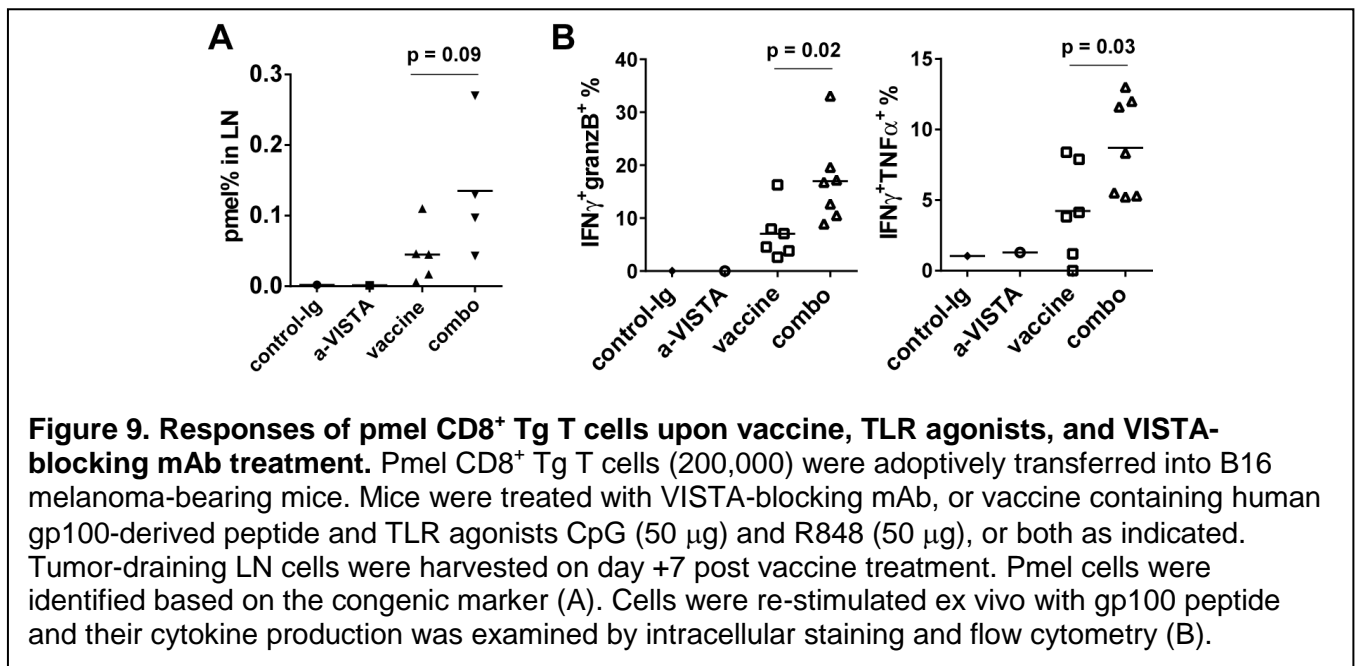 A
p = 0.09
0.3
0.2
0.1
0.0
pmel% in LN
control-Ig
a-VISTA
vaccine
combo
B
p = 0.02
40
30
20
10
0
IFNγ⁺granzB⁺ %
control-Ig
a-VISTA
vaccine
combo
p = 0.03
15
10
5
0
IFNγ⁺TNFα⁺ %
control-Ig
a-VISTA
vaccine
combo
Figure 9. Responses of pmel CD8⁺ Tg T cells upon vaccine, TLR agonists, and VISTA-
blocking mAb treatment. Pmel CD8⁺ Tg T cells (200,000) were adoptively transferred into B16
melanoma-bearing mice. Mice were treated with VISTA-blocking mAb, or vaccine containing human
gp100-derived peptide and TLR agonists CpG (50 μg) and R848 (50 μg), or both as indicated.
Tumor-draining LN cells were harvested on day +7 post vaccine treatment. Pmel cells were
identified based on the congenic marker (A). Cells were re-stimulated ex vivo with gp100 peptide
and their cytokine production was examined by intracellular staining and flow cytometry (B).